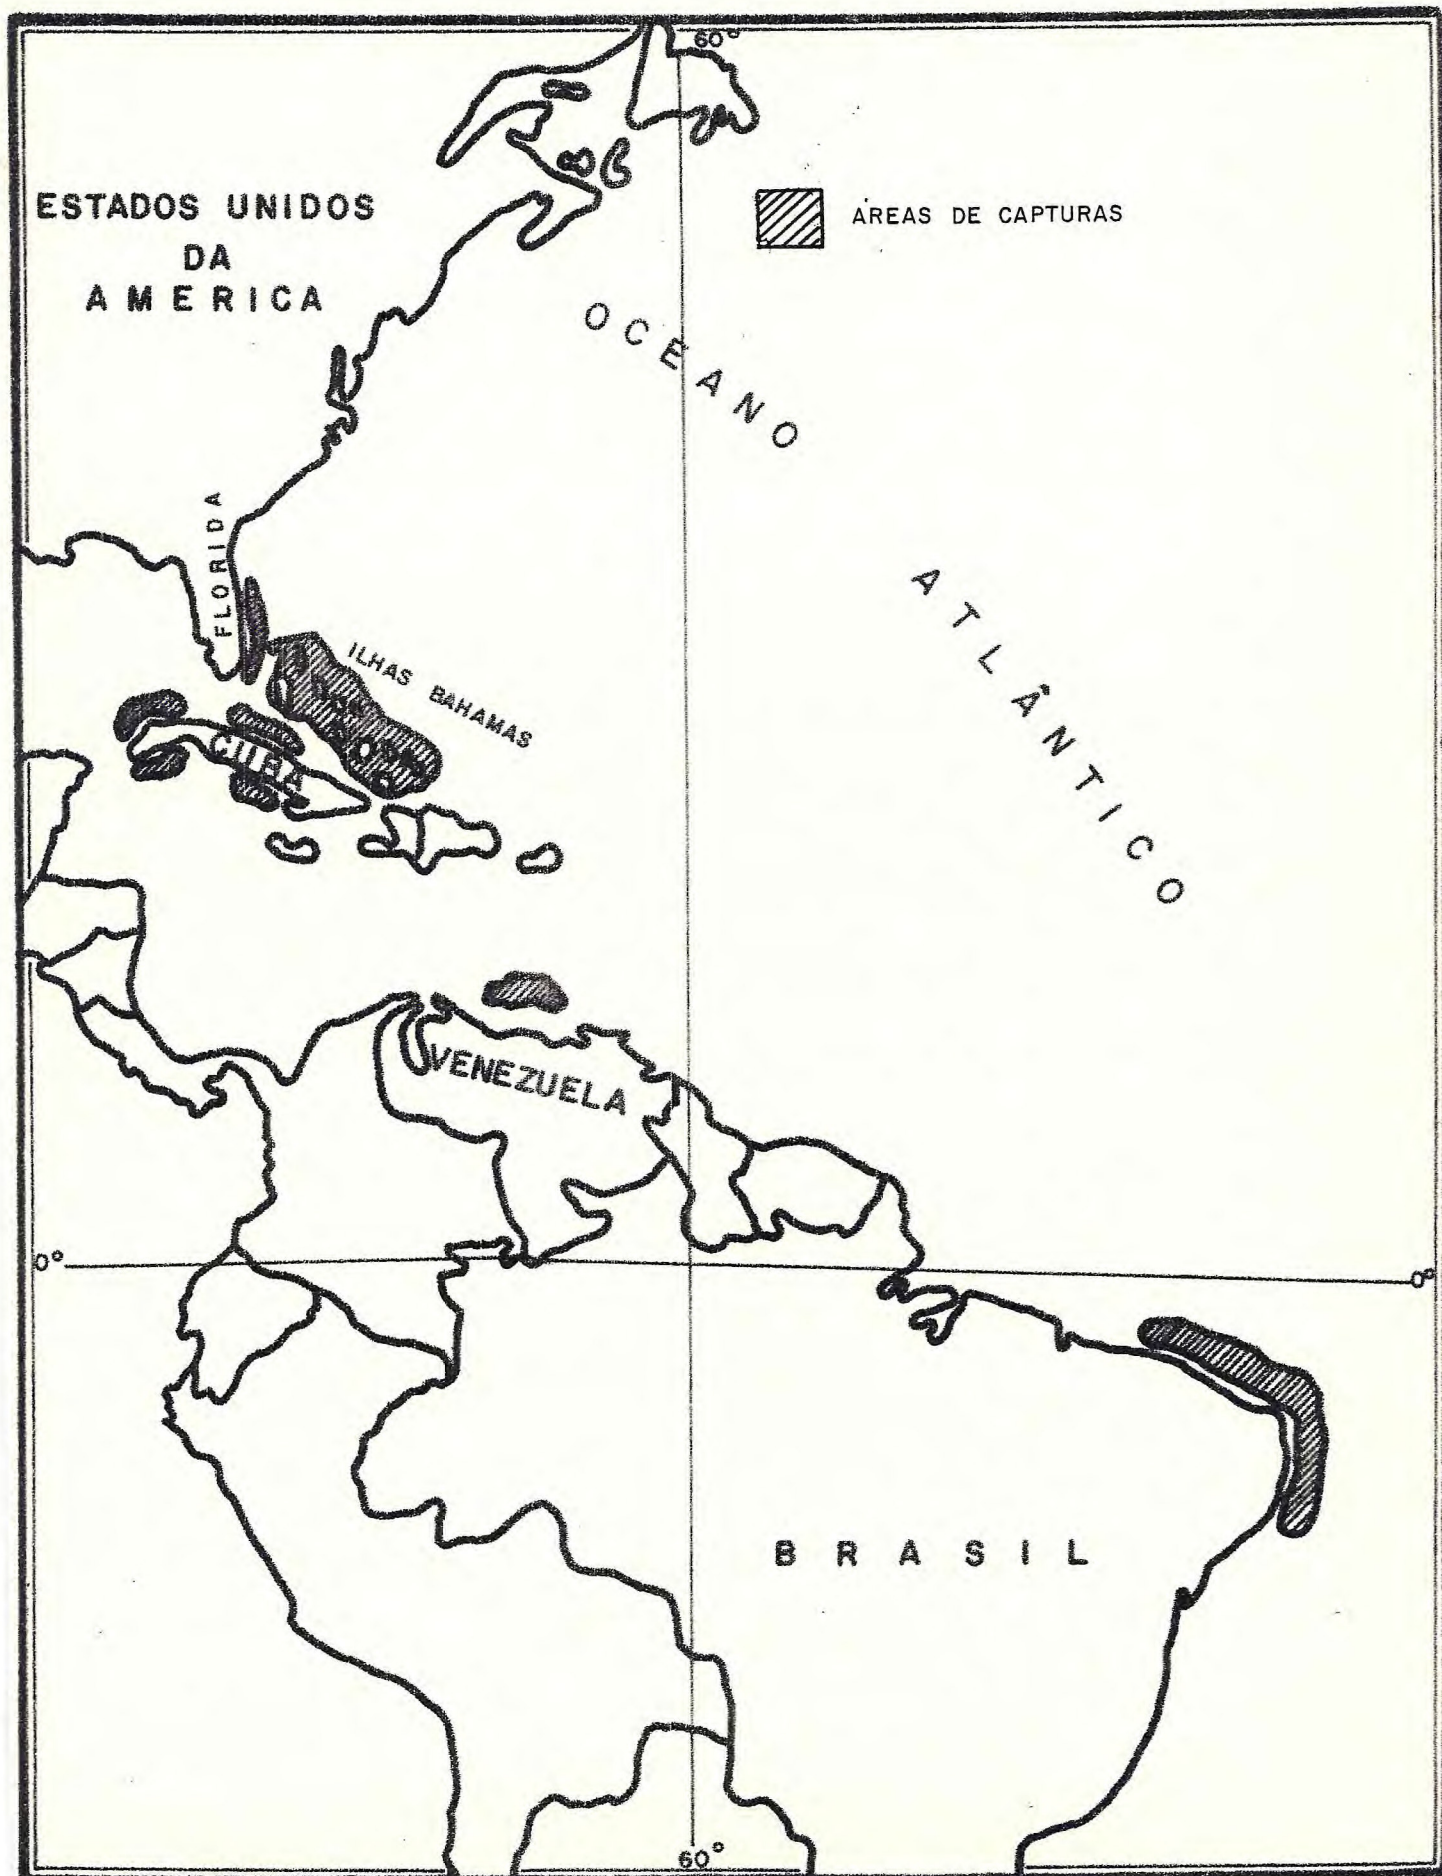 60°
ESTADOS UNIDOS
DA
AMERICA
ÁREAS DE CAPTURAS
OCEANO
ATLÂNTICO
FLORIDA
ILHAS BAHAMAS
CUBA
VENEZUELA
0°
0°
BRASIL
60°